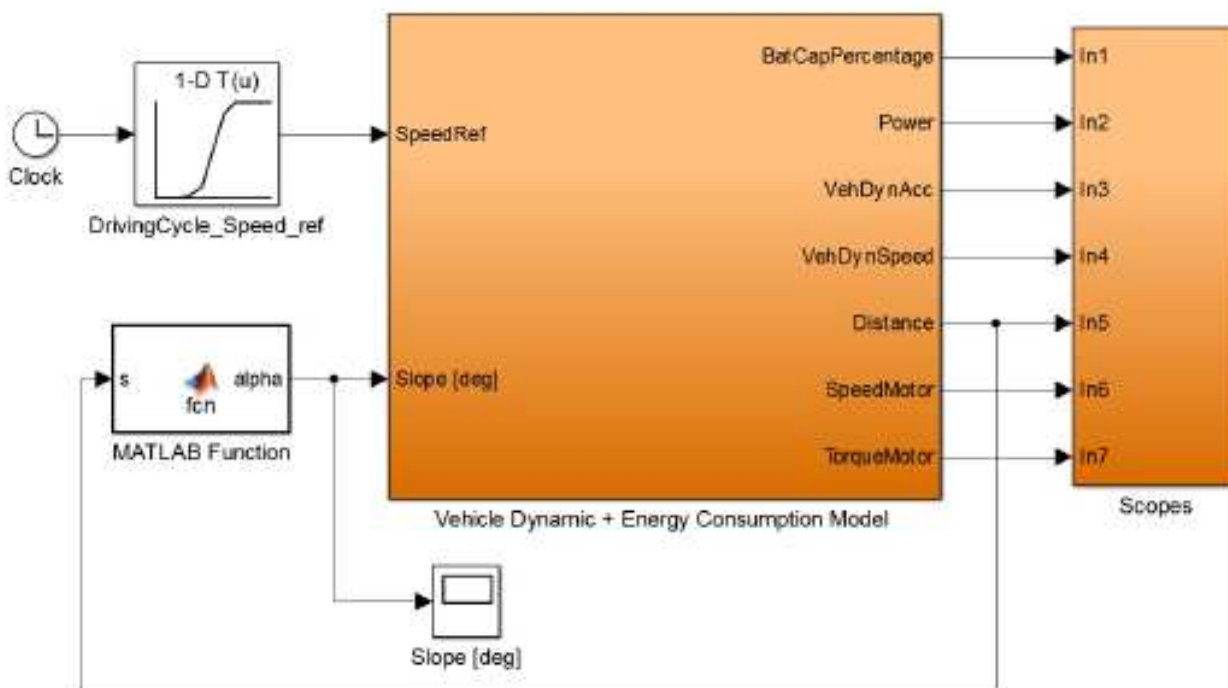 1-D T(u)
Clock
DrivingCycle_Speed_ref
SpeedRef
BatCapPercentage
Power
VehDynAcc
VehDynSpeed
Distance
SpeedMotor
TorqueMotor
In1
In2
In3
In4
In5
In6
In7
s
alpha
fcn
MATLAB Function
Slope [deg]
Vehicle Dynamic + Energy Consumption Model
Scopes
Slope [deg]